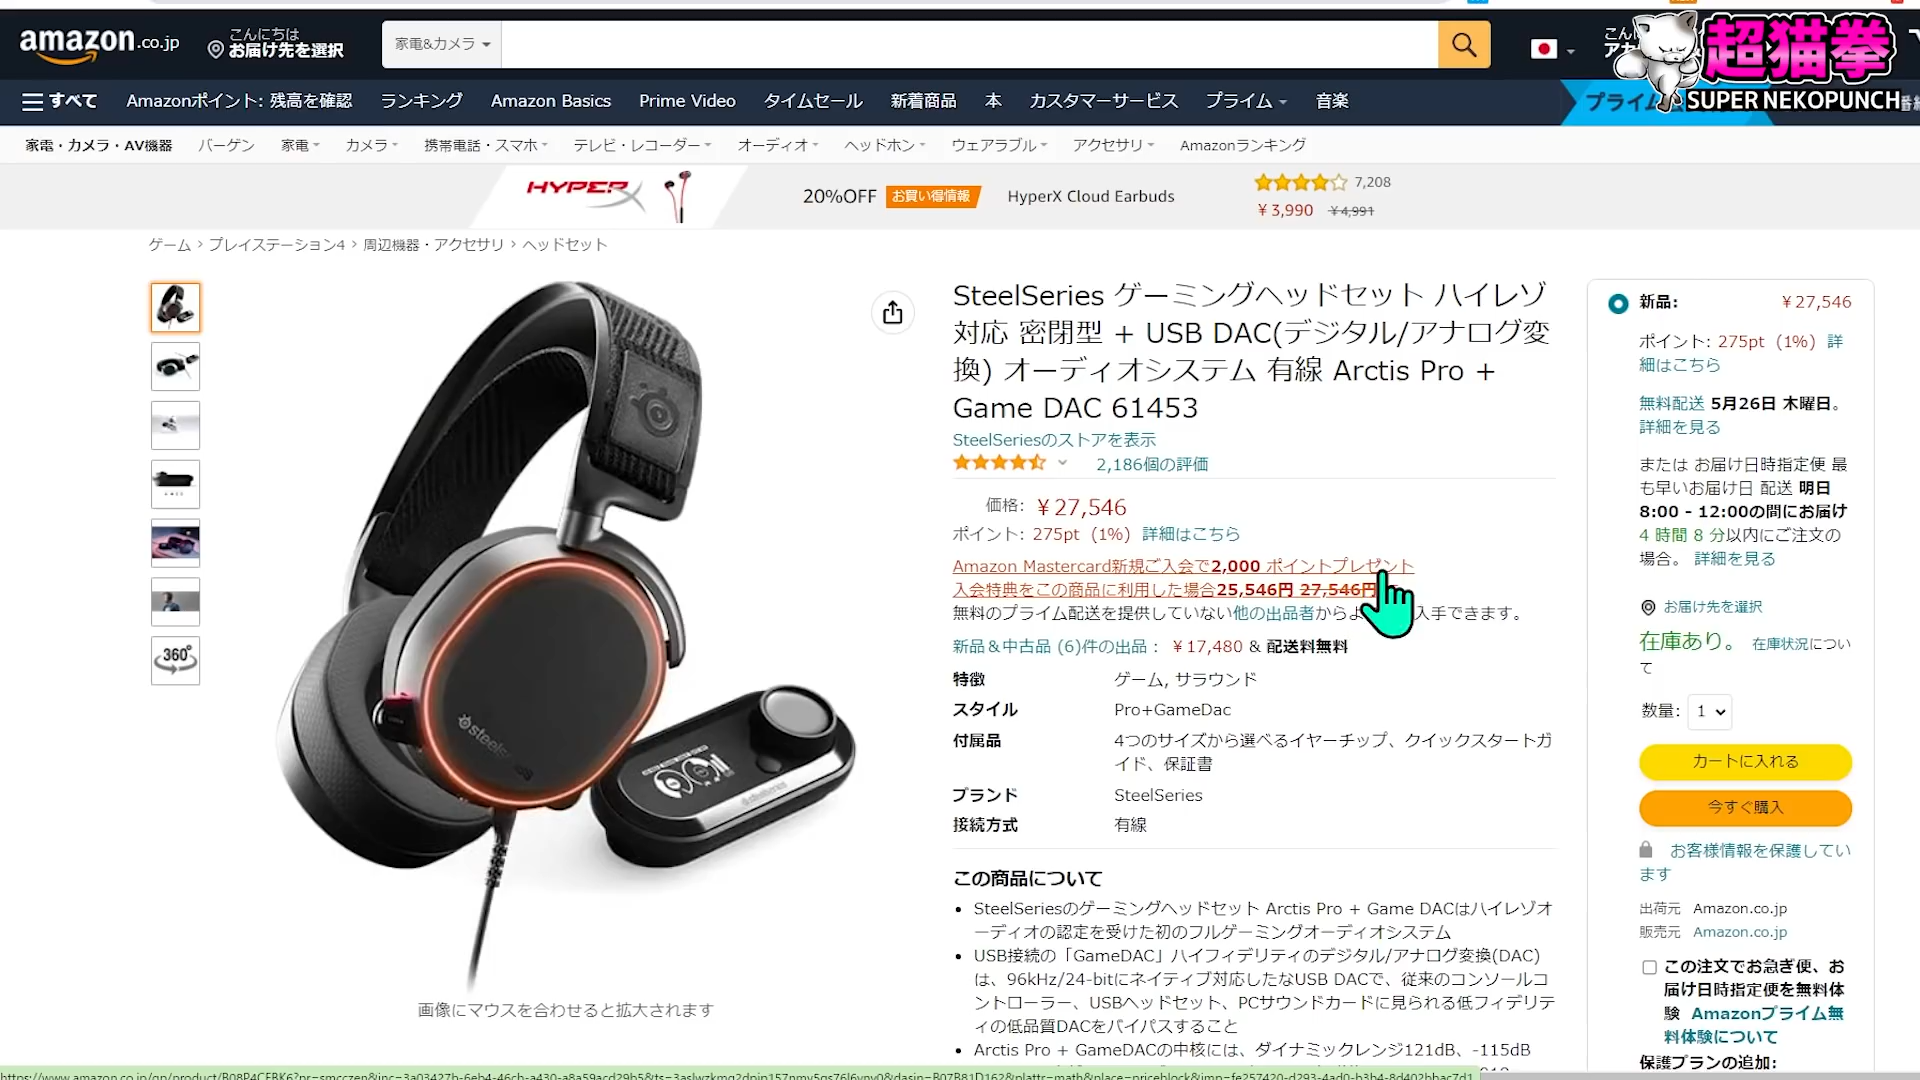 amazon.co.jp
こんにちは
お届け先を選択
家電&カメラ
超猫拳
SUPER NEKOPUNCH
すべて
Amazonポイント: 残高を確認
ランキング
Amazon Basics
Prime Video
タイムセール
新着商品
本
カスタマーサービス
プライム
音楽
家電・カメラ・AV機器
バーゲン
家電
カメラ
携帯電話・スマホ
テレビ・レコーダー
オーディオ
ヘッドホン
ウェアラブル
アクセサリ
Amazonランキング
HYPERX
20%OFF
お買い得情報
HyperX Cloud Earbuds
7,208
¥3,990 ¥4,991
ゲーム › プレイステーション4 › 周辺機器・アクセサリ › ヘッドセット
360°
画像にマウスを合わせると拡大されます
SteelSeries ゲーミングヘッドセット ハイレゾ
対応 密閉型 + USB DAC(デジタル/アナログ変
換) オーディオシステム 有線 Arctis Pro +
Game DAC 61453
SteelSeriesのストアを表示
2,186個の評価
価格: ¥27,546
ポイント: 275pt (1%) 詳細はこちら
Amazon Mastercard新規ご入会で2,000 ポイントプレゼント
入会特典をこの商品に利用した場合25,546円 27,546円
無料のプライム配送を提供していない他の出品者からよ 入手できます。
新品&中古品 (6)件の出品: ¥17,480 & 配送料無料
特徴 ゲーム, サラウンド
スタイル Pro+GameDac
付属品 4つのサイズから選べるイヤーチップ、クイックスタートガ
イド、保証書
ブランド SteelSeries
接続方式 有線
この商品について
• SteelSeriesのゲーミングヘッドセット Arctis Pro + Game DACはハイレゾオ
ーディオの認定を受けた初のフルゲーミングオーディオシステム
• USB接続の「GameDAC」ハイフィデリティのデジタル/アナログ変換(DAC)
は、96kHz/24-bitにネイティブ対応したなUSB DACで、従来のコンソールコ
ントローラー、USBヘッドセット、PCサウンドカードに見られる低フィデリテ
ィの低品質DACをバイパスすること
• Arctis Pro + GameDACの中核には、ダイナミックレンジ121dB、-115dB
新品: ¥27,546
ポイント: 275pt (1%) 詳
細はこちら
無料配送 5月26日 木曜日。
詳細を見る
または お届け日時指定便 最
も早いお届け日 配送 明日
8:00 - 12:00の間にお届け
4 時間 8 分以内にご注文の
場合。 詳細を見る
お届け先を選択
在庫あり。 在庫状況につい
て
数量: 1
カートに入れる
今すぐ購入
お客様情報を保護してい
ます
出荷元 Amazon.co.jp
販売元 Amazon.co.jp
この注文でお急ぎ便、お
届け日時指定便を無料体
験 Amazonプライム無
料体験について
保護プランの追加: